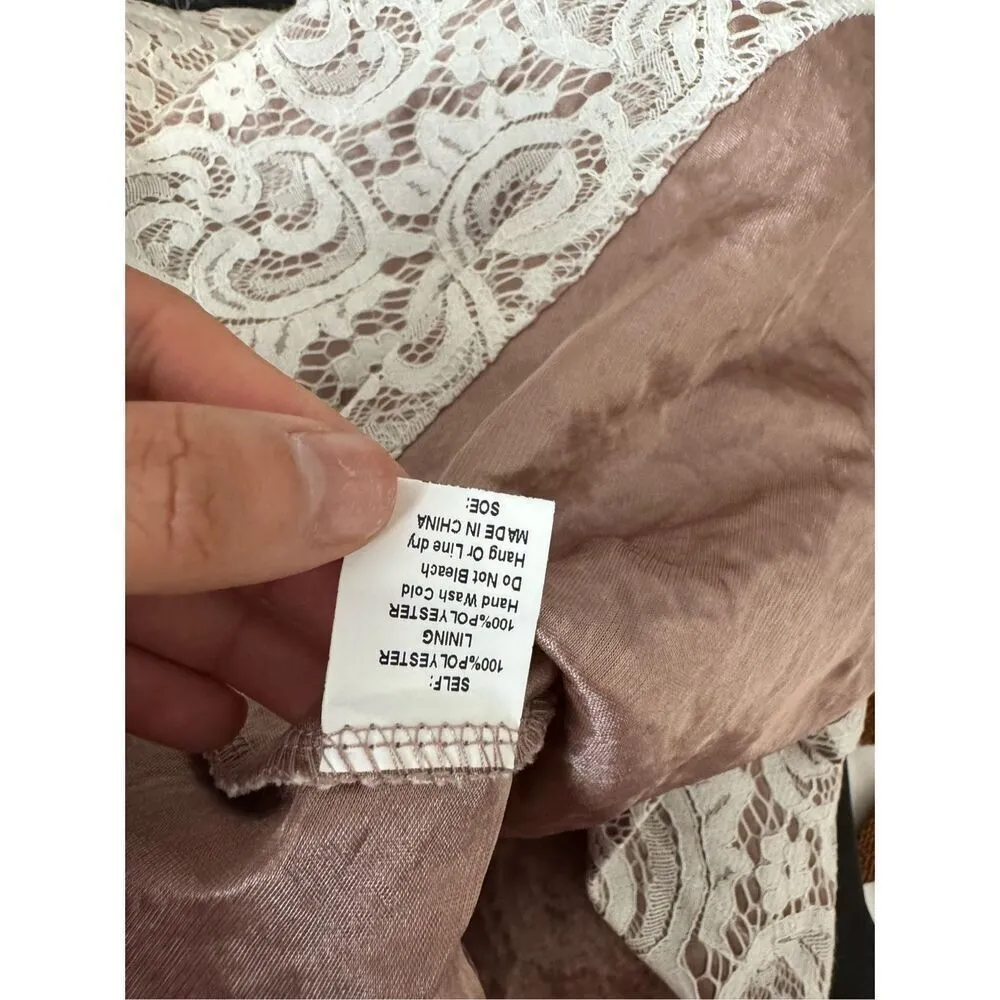 SELF:
100%POLYESTER
LINING
100%POLYESTER
Hand Wash Cold
Do Not Bleach
Hang Or Line dry
MADE IN CHINA
SOE: